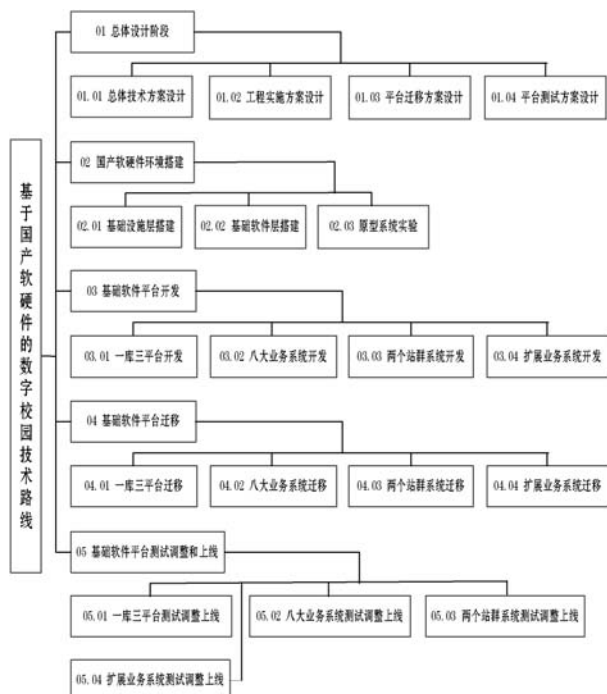 基于国产软硬件的数字校园技术路线
01 总体设计阶段
01.01 总体技术方案设计
01.02 工程实施方案设计
01.03 平台迁移方案设计
01.04 平台测试方案设计
02 国产软硬件环境搭建
02.01 基础设施层搭建
02.02 基础软件层搭建
02.03 原型系统实验
03 基础软件平台开发
03.01 一库三平台开发
03.02 八大业务系统开发
03.03 两个站群系统开发
03.04 扩展业务系统开发
04 基础软件平台迁移
04.01 一库三平台迁移
04.02 八大业务系统迁移
04.03 两个站群系统迁移
04.04 扩展业务系统迁移
05 基础软件平台测试调整和上线
05.01 一库三平台测试调整上线
05.02 八大业务系统测试调整上线
05.03 两个站群系统测试调整上线
05.04 扩展业务系统测试调整上线